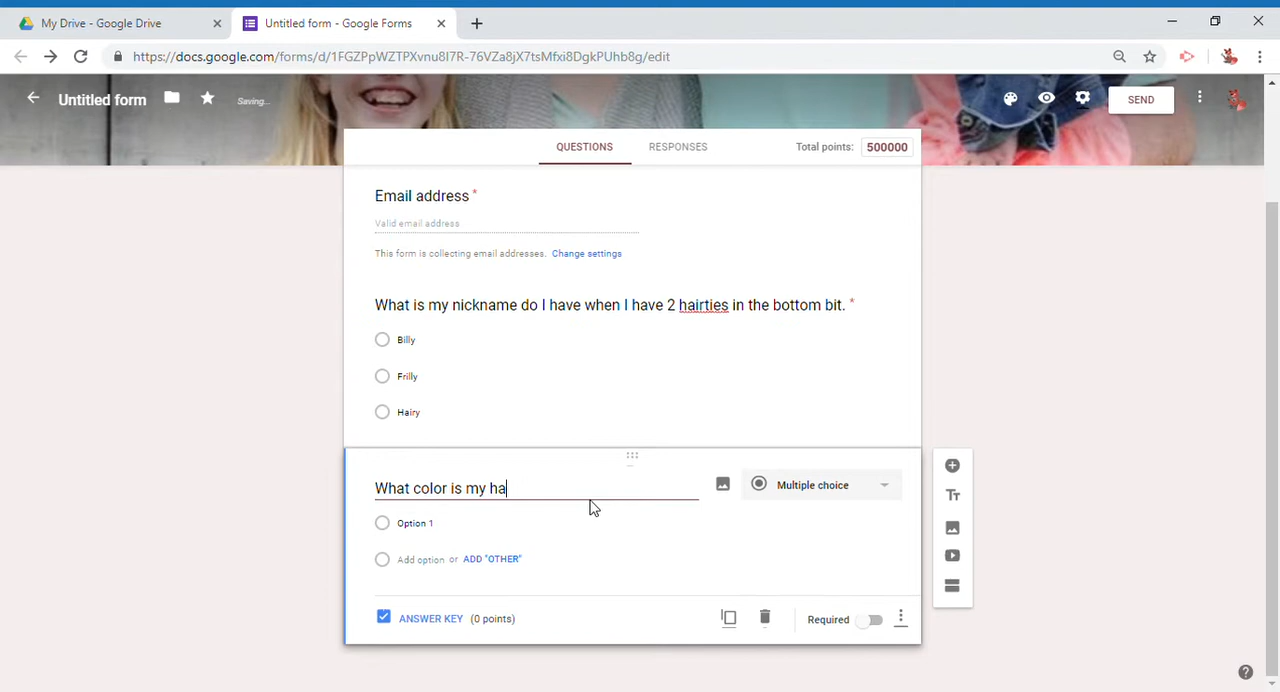 My Drive - Google Drive
Untitled form - Google Forms
https://docs.google.com/forms/d/1FGZPpWZTPXvnu8I7R-76VZa8jX7tsMfxi8DgkPUhb8g/edit
Untitled form
Saving...
SEND
QUESTIONS
RESPONSES
Total points:
500000
Email address *
Valid email address
This form is collecting email addresses. Change settings
What is my nickname do I have when I have 2 hairties in the bottom bit. *
Billy
Frilly
Hairy
What color is my ha
Multiple choice
Option 1
Add option or ADD "OTHER"
ANSWER KEY (0 points)
Required